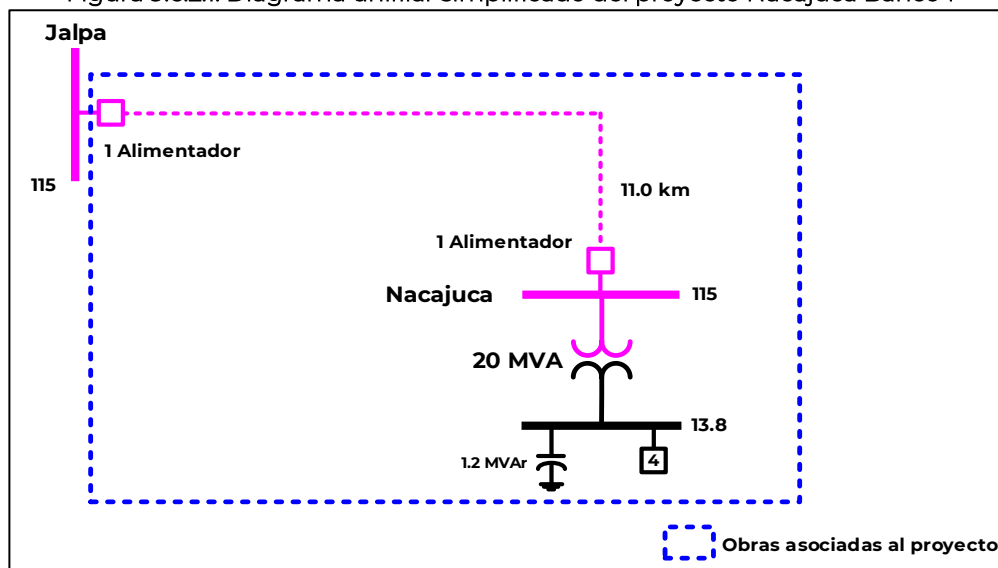 Jalpa
1 Alimentador
115
11.0 km
1 Alimentador
Nacajuca
115
20 MVA
13.8
1.2 MVAr
4
Obras asociadas al proyecto